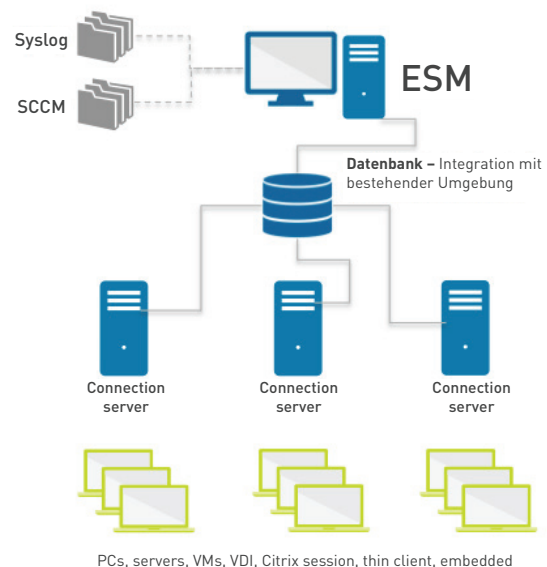 Syslog
SCCM
ESM
Datenbank – Integration mit
bestehender Umgebung
Connection
server
Connection
server
Connection
server
PCs, servers, VMs, VDI, Citrix session, thin client, embedded